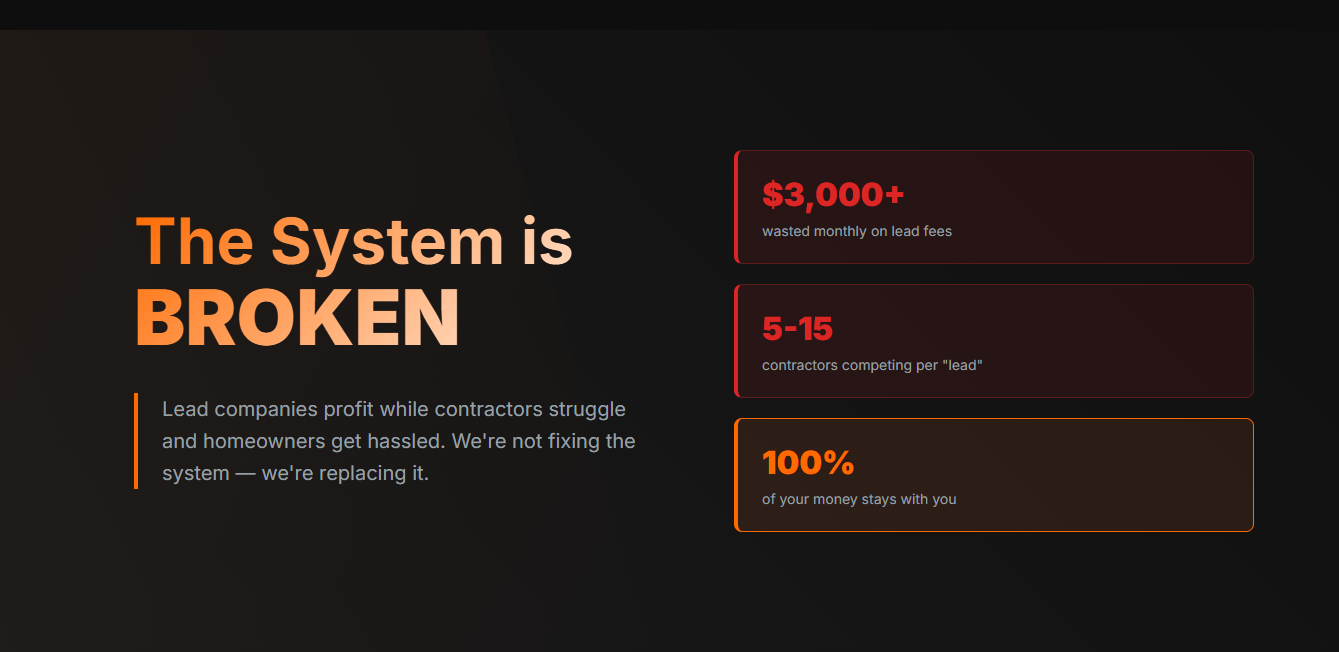 The System is
BROKEN
Lead companies profit while contractors struggle
and homeowners get hassled. We're not fixing the
system — we're replacing it.
$3,000+
wasted monthly on lead fees
5-15
contractors competing per "lead"
100%
of your money stays with you